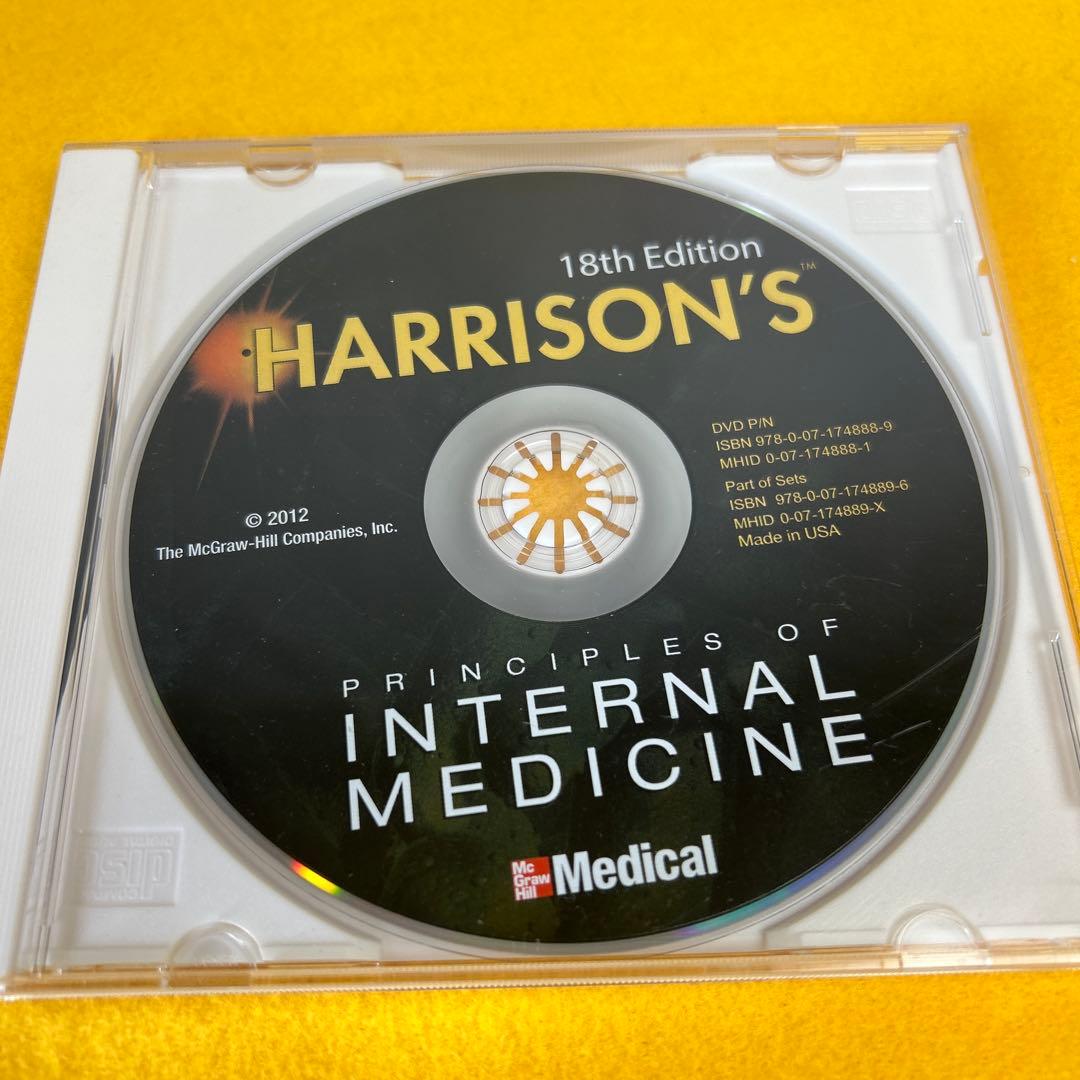 18th Edition
HARRISON'S™
DVD P/N
ISBN 978-0-07-174888-9
MHID 0-07-174888-1
Part of Sets
ISBN 978-0-07-174889-6
MHID 0-07-174889-X
Made in USA
© 2012
The McGraw-Hill Companies, Inc.
PRINCIPLES OF
INTERNAL
MEDICINE
Mc
Graw
Hill
Medical